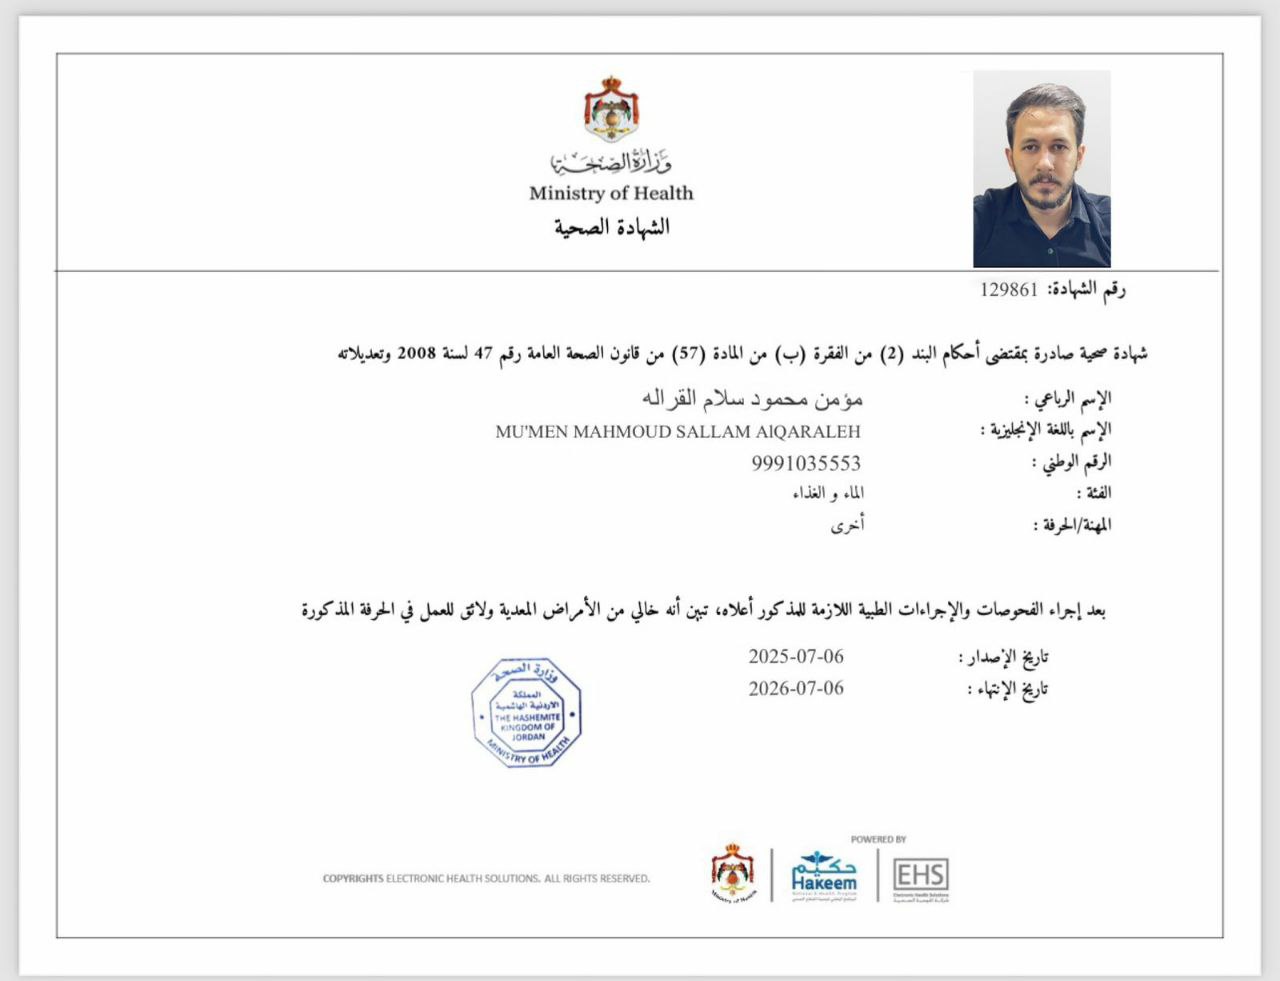 وزارة الصحة
Ministry of Health
الشهادة الصحية
رقم الشهادة: 129861
شهادة صحية صادرة بمقتضى أحكام البند (2) من الفقرة (ب) من المادة (57) من قانون الصحة العامة رقم 47 لسنة 2008 وتعديلاته
الإسم الرباعي : مؤمن محمود سلام القراله
الإسم باللغة الإنجليزية : MU'MEN MAHMOUD SALLAM AlQARALEH
الرقم الوطني : 9991035553
الفئة : الماء و الغذاء
المهنة/الحرفة : أخرى
بعد إجراء الفحوصات والإجراءات الطبية اللازمة للمذكور أعلاه، تبين أنه خالي من الأمراض المعدية ولائق للعمل في الحرفة المذكورة
تاريخ الإصدار : 2025-07-06
تاريخ الإنتهاء : 2026-07-06
وزارة الصحة
المملكة
الاردنية الهاشمية
THE HASHEMITE
KINGDOM OF
JORDAN
MINISTRY OF HEALTH
POWERED BY
COPYRIGHTS ELECTRONIC HEALTH SOLUTIONS. ALL RIGHTS RESERVED.
Ministry of Health
حكيم
Hakeem
EHS
Electronic Health Solutions